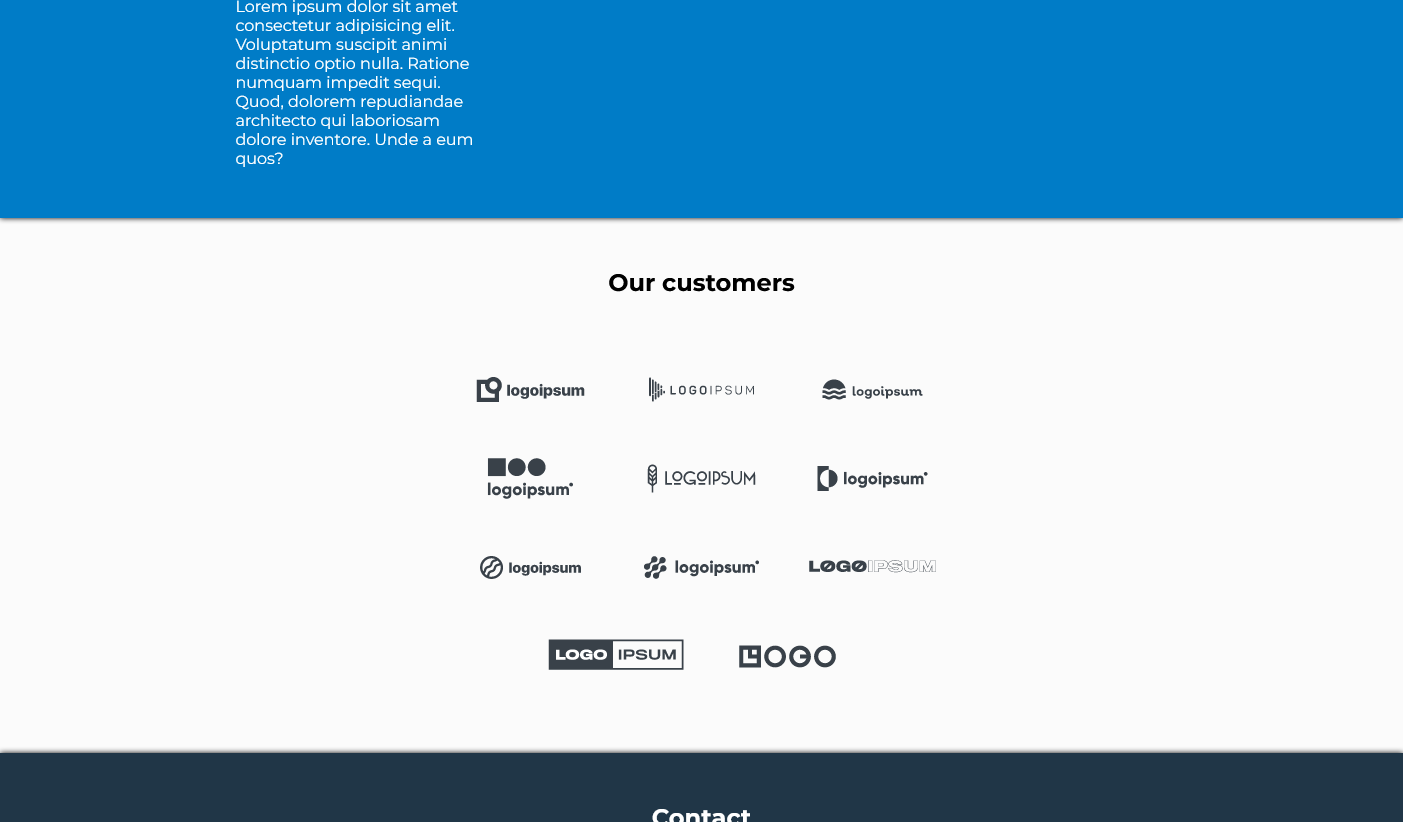 Lorem ipsum dolor sit amet
consectetur adipisicing elit.
Voluptatum suscipit animi
distinctio optio nulla. Ratione
numquam impedit sequi.
Quod, dolorem repudiandae
architecto qui laboriosam
dolore inventore. Unde a eum
quos?
Our customers
logoipsum
LOGOIPSUM
logoipsum
logoipsum
LOGOIPSUM
logoipsum
logoipsum
logoipsum
LOGOIPSUM
LOGO IPSUM
LOGO
Contact